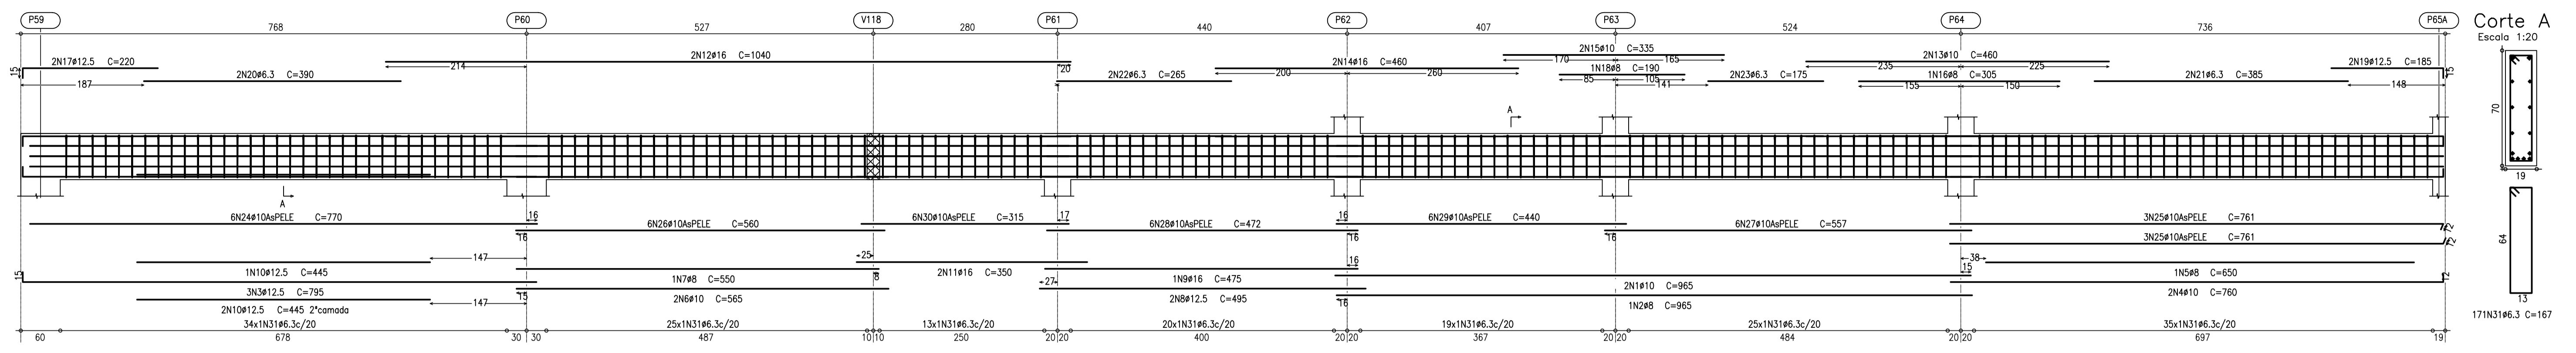 P59 P60 V118 P61 P62 P63 P64 P65A Corte A
Escala 1:20
768 527 280 440 407 524 736
2N17ø12.5 C=220 2N12ø16 C=1040 2N14ø16 C=460 2N15ø10 C=335 2N13ø10 C=460 2N19ø12.5 C=185
15 214 20 200 260 170 165 235 225 15
2N20ø6.3 C=390 2N22ø6.3 C=265 1N18ø8 C=190 2N23ø6.3 C=175 1N16ø8 C=305 2N21ø6.3 C=385
187 1 85 105 141 155 150 148
A
70
19
A
6N24ø10AsPELE C=770 16 6N30ø10AsPELE C=315 17 16 6N29ø10AsPELE C=440 3N25ø10AsPELE C=761
16 6N26ø10AsPELE C=560 6N28ø10AsPELE C=472 16 16 6N27ø10AsPELE C=557 12
3N25ø10AsPELE C=761 12
64
147 25 16 38
15 1N10ø12.5 C=445 1N7ø8 C=550 8 2N11ø16 C=350 1N9ø16 C=475 15 1N5ø8 C=650 12
3N3ø12.5 C=795 27 2N1ø10 C=965 2N4ø10 C=760
147 15 2N6ø10 C=565 2N8ø12.5 C=495 16 1N2ø8 C=965
2N10ø12.5 C=445 2ªcamada
13
171N31ø6.3 C=167
34x1N31ø6.3c/20 25x1N31ø6.3c/20 13x1N31ø6.3c/20 20x1N31ø6.3c/20 19x1N31ø6.3c/20 25x1N31ø6.3c/20 35x1N31ø6.3c/20
60 678 30 30 487 10 10 250 20 20 400 20 20 367 20 20 484 20 20 697 19